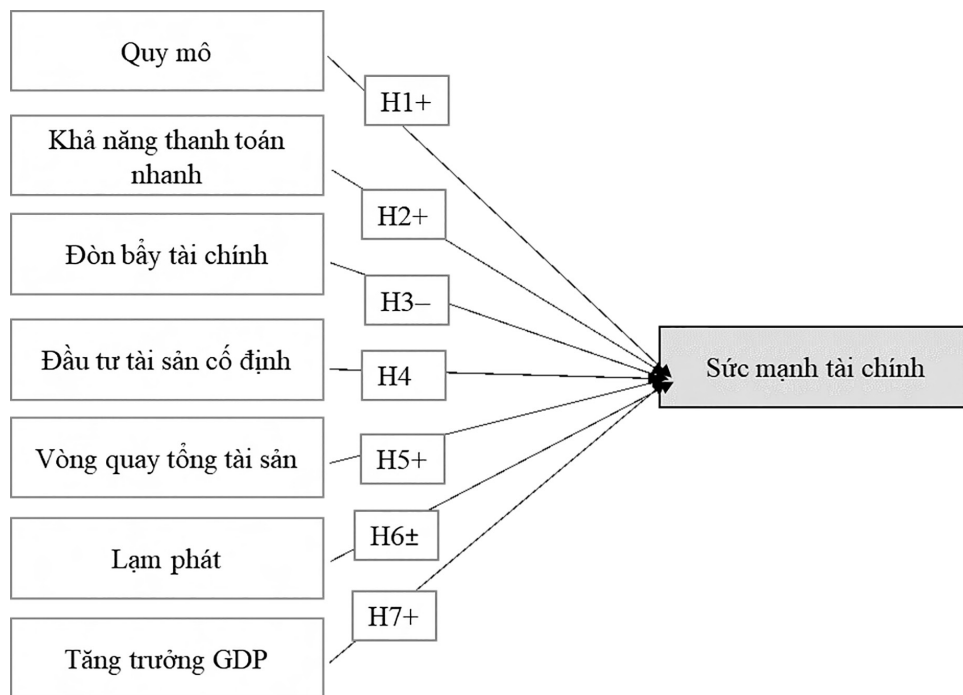 Quy mô
H1+
Khả năng thanh toán
nhanh
H2+
Đòn bẩy tài chính
H3–
Đầu tư tài sản cố định
H4
Sức mạnh tài chính
Vòng quay tổng tài sản
H5+
Lạm phát
H6±
Tăng trưởng GDP
H7+